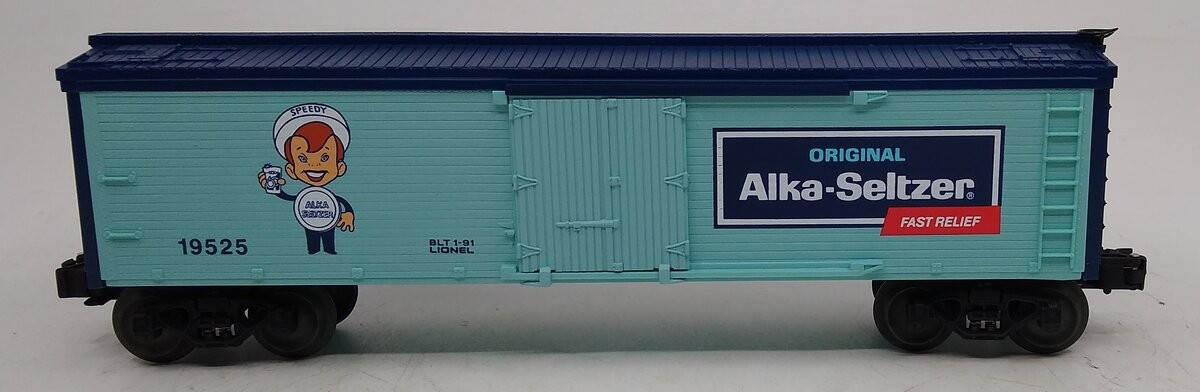 SPEEDY
ALKA
SELTZER
19525
BLT 1-91
LIONEL
ORIGINAL
Alka-Seltzer®
FAST RELIEF